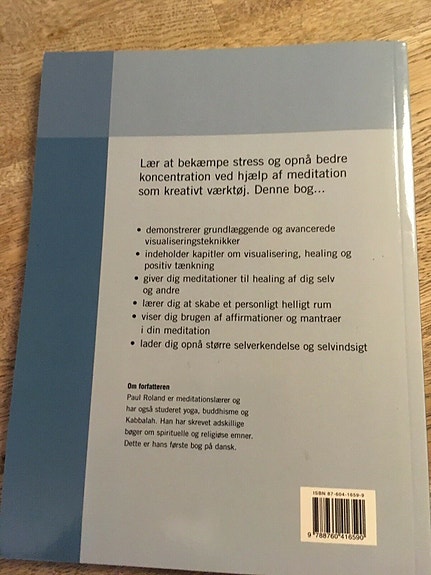 Lær at bekæmpe stress og opnå bedre
koncentration ved hjælp af meditation
som kreativt værktøj. Denne bog...
• demonstrerer grundlæggende og avancerede
visualiseringsteknikker
• indeholder kapitler om visualisering, healing og
positiv tænkning
• giver dig meditationer til healing af dig selv
og andre
• lærer dig at skabe et personligt helligt rum
• viser dig brugen af affirmationer og mantraer
i din meditation
• lader dig opnå større selverkendelse og selvindsigt
Om forfatteren
Paul Roland er meditationslærer og
har også studeret yoga, buddhisme og
Kabbalah. Han har skrevet adskillige
bøger om spirituelle og religiøse emner.
Dette er hans første bog på dansk.
ISBN 87-604-1659-9
9 788760 416590